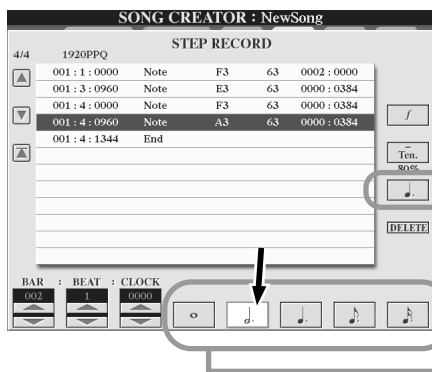 SONG CREATOR : NewSong
STEP RECORD
4/4 1920PPQ
001 : 1 : 0000 Note F3 63 0002 : 0000
001 : 3 : 0960 Note E3 63 0000 : 0384
001 : 4 : 0000 Note F3 63 0000 : 0384
001 : 4 : 0960 Note A3 63 0000 : 0384
001 : 4 : 1344 End
f
Ten.
80%
DELETE
BAR : BEAT : CLOCK
002 1 0000